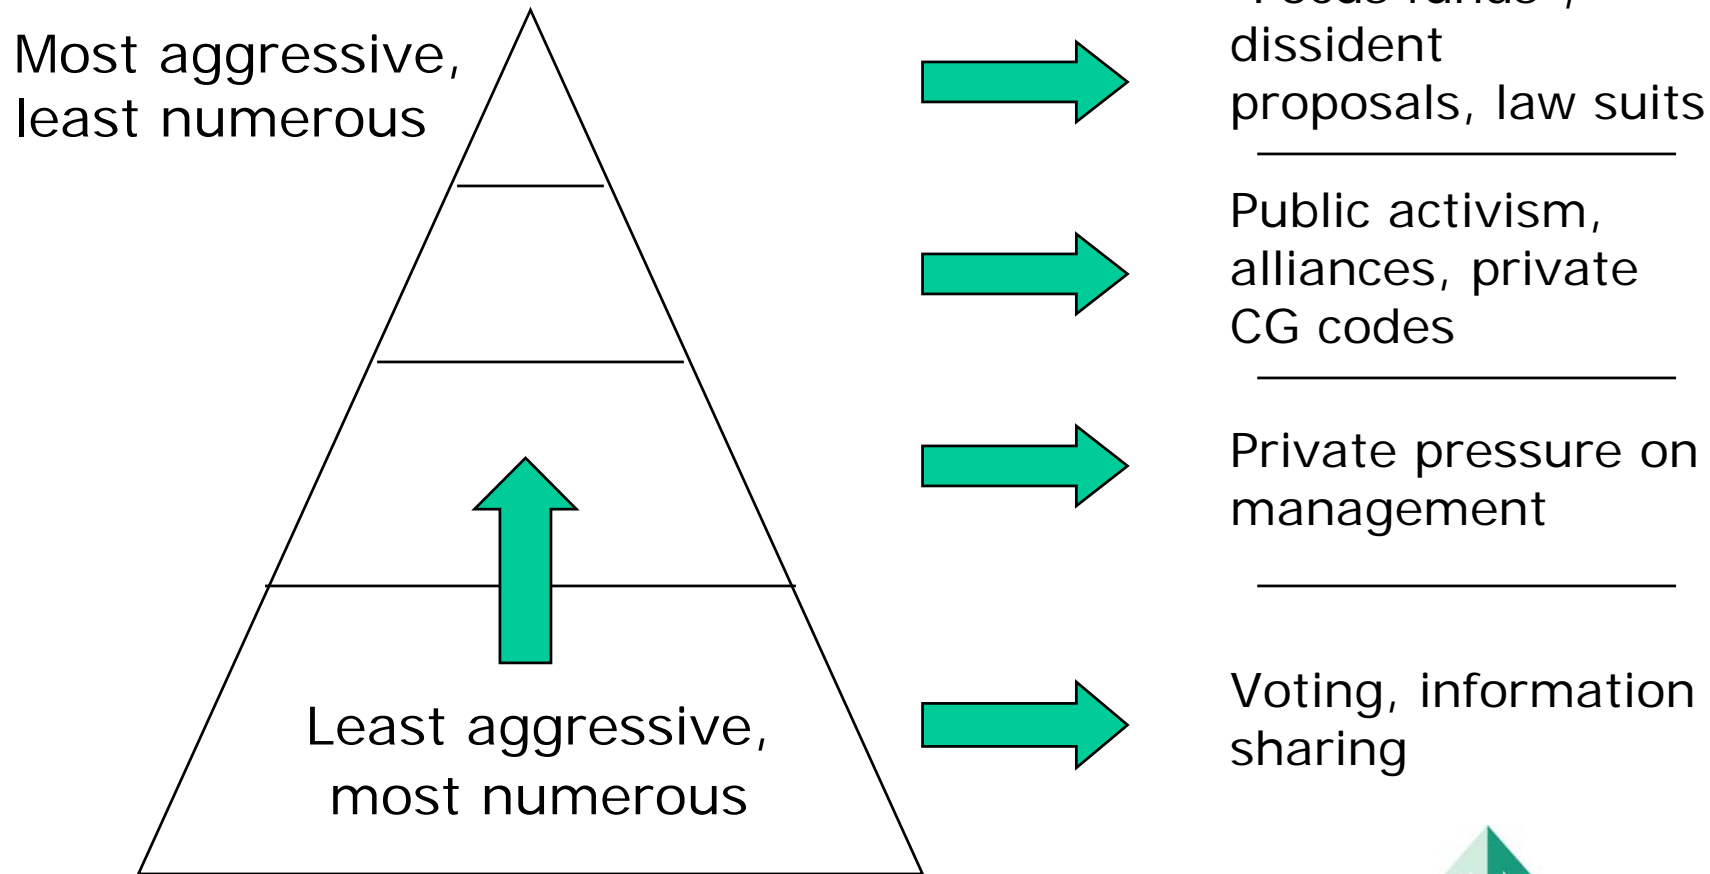 Most aggressive,
least numerous
Least aggressive,
most numerous
dissident
proposals, law suits
Public activism,
alliances, private
CG codes
Private pressure on
management
Voting, information
sharing